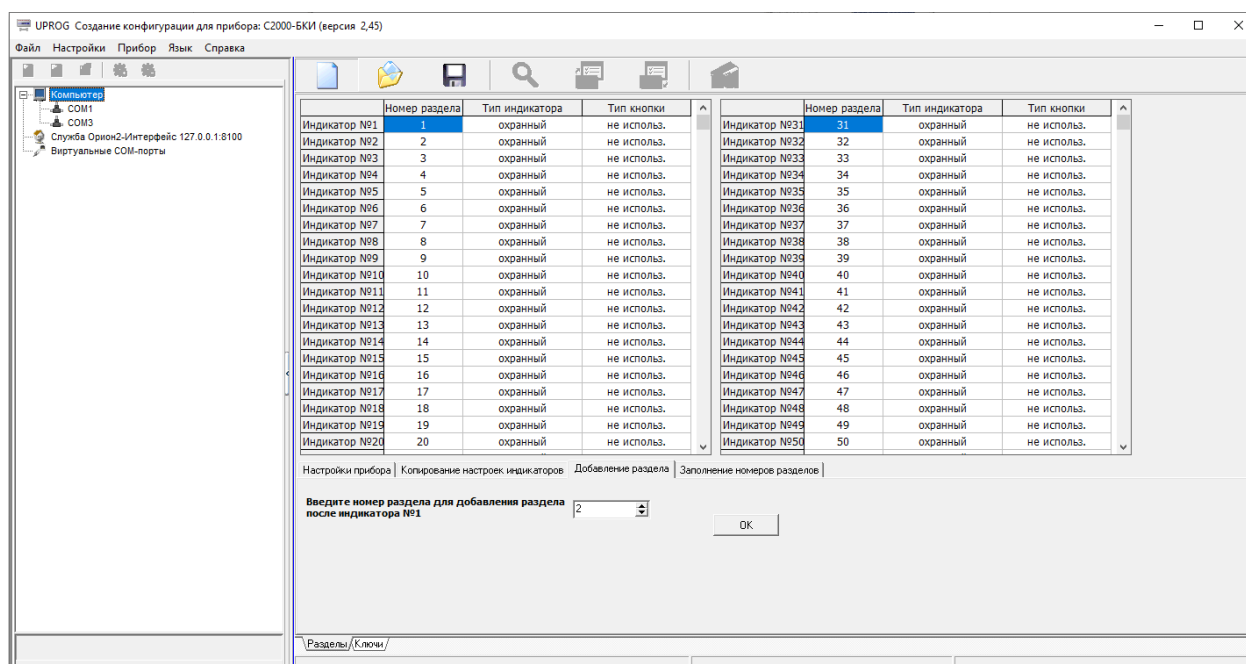 UPROG Создание конфигурации для прибора: С2000-БКИ (версия 2,45)
Файл Настройки Прибор Язык Справка
Компьютер
COM1
COM3
Служба Орион2-Интерфейс 127.0.0.1:8100
Виртуальные COM-порты
Номер раздела Тип индикатора Тип кнопки Номер раздела Тип индикатора Тип кнопки
Индикатор №1 1 охранный не использ. Индикатор №31 31 охранный не использ.
Индикатор №2 2 охранный не использ. Индикатор №32 32 охранный не использ.
Индикатор №3 3 охранный не использ. Индикатор №33 33 охранный не использ.
Индикатор №4 4 охранный не использ. Индикатор №34 34 охранный не использ.
Индикатор №5 5 охранный не использ. Индикатор №35 35 охранный не использ.
Индикатор №6 6 охранный не использ. Индикатор №36 36 охранный не использ.
Индикатор №7 7 охранный не использ. Индикатор №37 37 охранный не использ.
Индикатор №8 8 охранный не использ. Индикатор №38 38 охранный не использ.
Индикатор №9 9 охранный не использ. Индикатор №39 39 охранный не использ.
Индикатор №10 10 охранный не использ. Индикатор №40 40 охранный не использ.
Индикатор №11 11 охранный не использ. Индикатор №41 41 охранный не использ.
Индикатор №12 12 охранный не использ. Индикатор №42 42 охранный не использ.
Индикатор №13 13 охранный не использ. Индикатор №43 43 охранный не использ.
Индикатор №14 14 охранный не использ. Индикатор №44 44 охранный не использ.
Индикатор №15 15 охранный не использ. Индикатор №45 45 охранный не использ.
Индикатор №16 16 охранный не использ. Индикатор №46 46 охранный не использ.
Индикатор №17 17 охранный не использ. Индикатор №47 47 охранный не использ.
Индикатор №18 18 охранный не использ. Индикатор №48 48 охранный не использ.
Индикатор №19 19 охранный не использ. Индикатор №49 49 охранный не использ.
Индикатор №20 20 охранный не использ. Индикатор №50 50 охранный не использ.
Настройки прибора Копирование настроек индикаторов Добавление раздела Заполнение номеров разделов
Введите номер раздела для добавления раздела
после индикатора №1
2
OK
Разделы Ключи